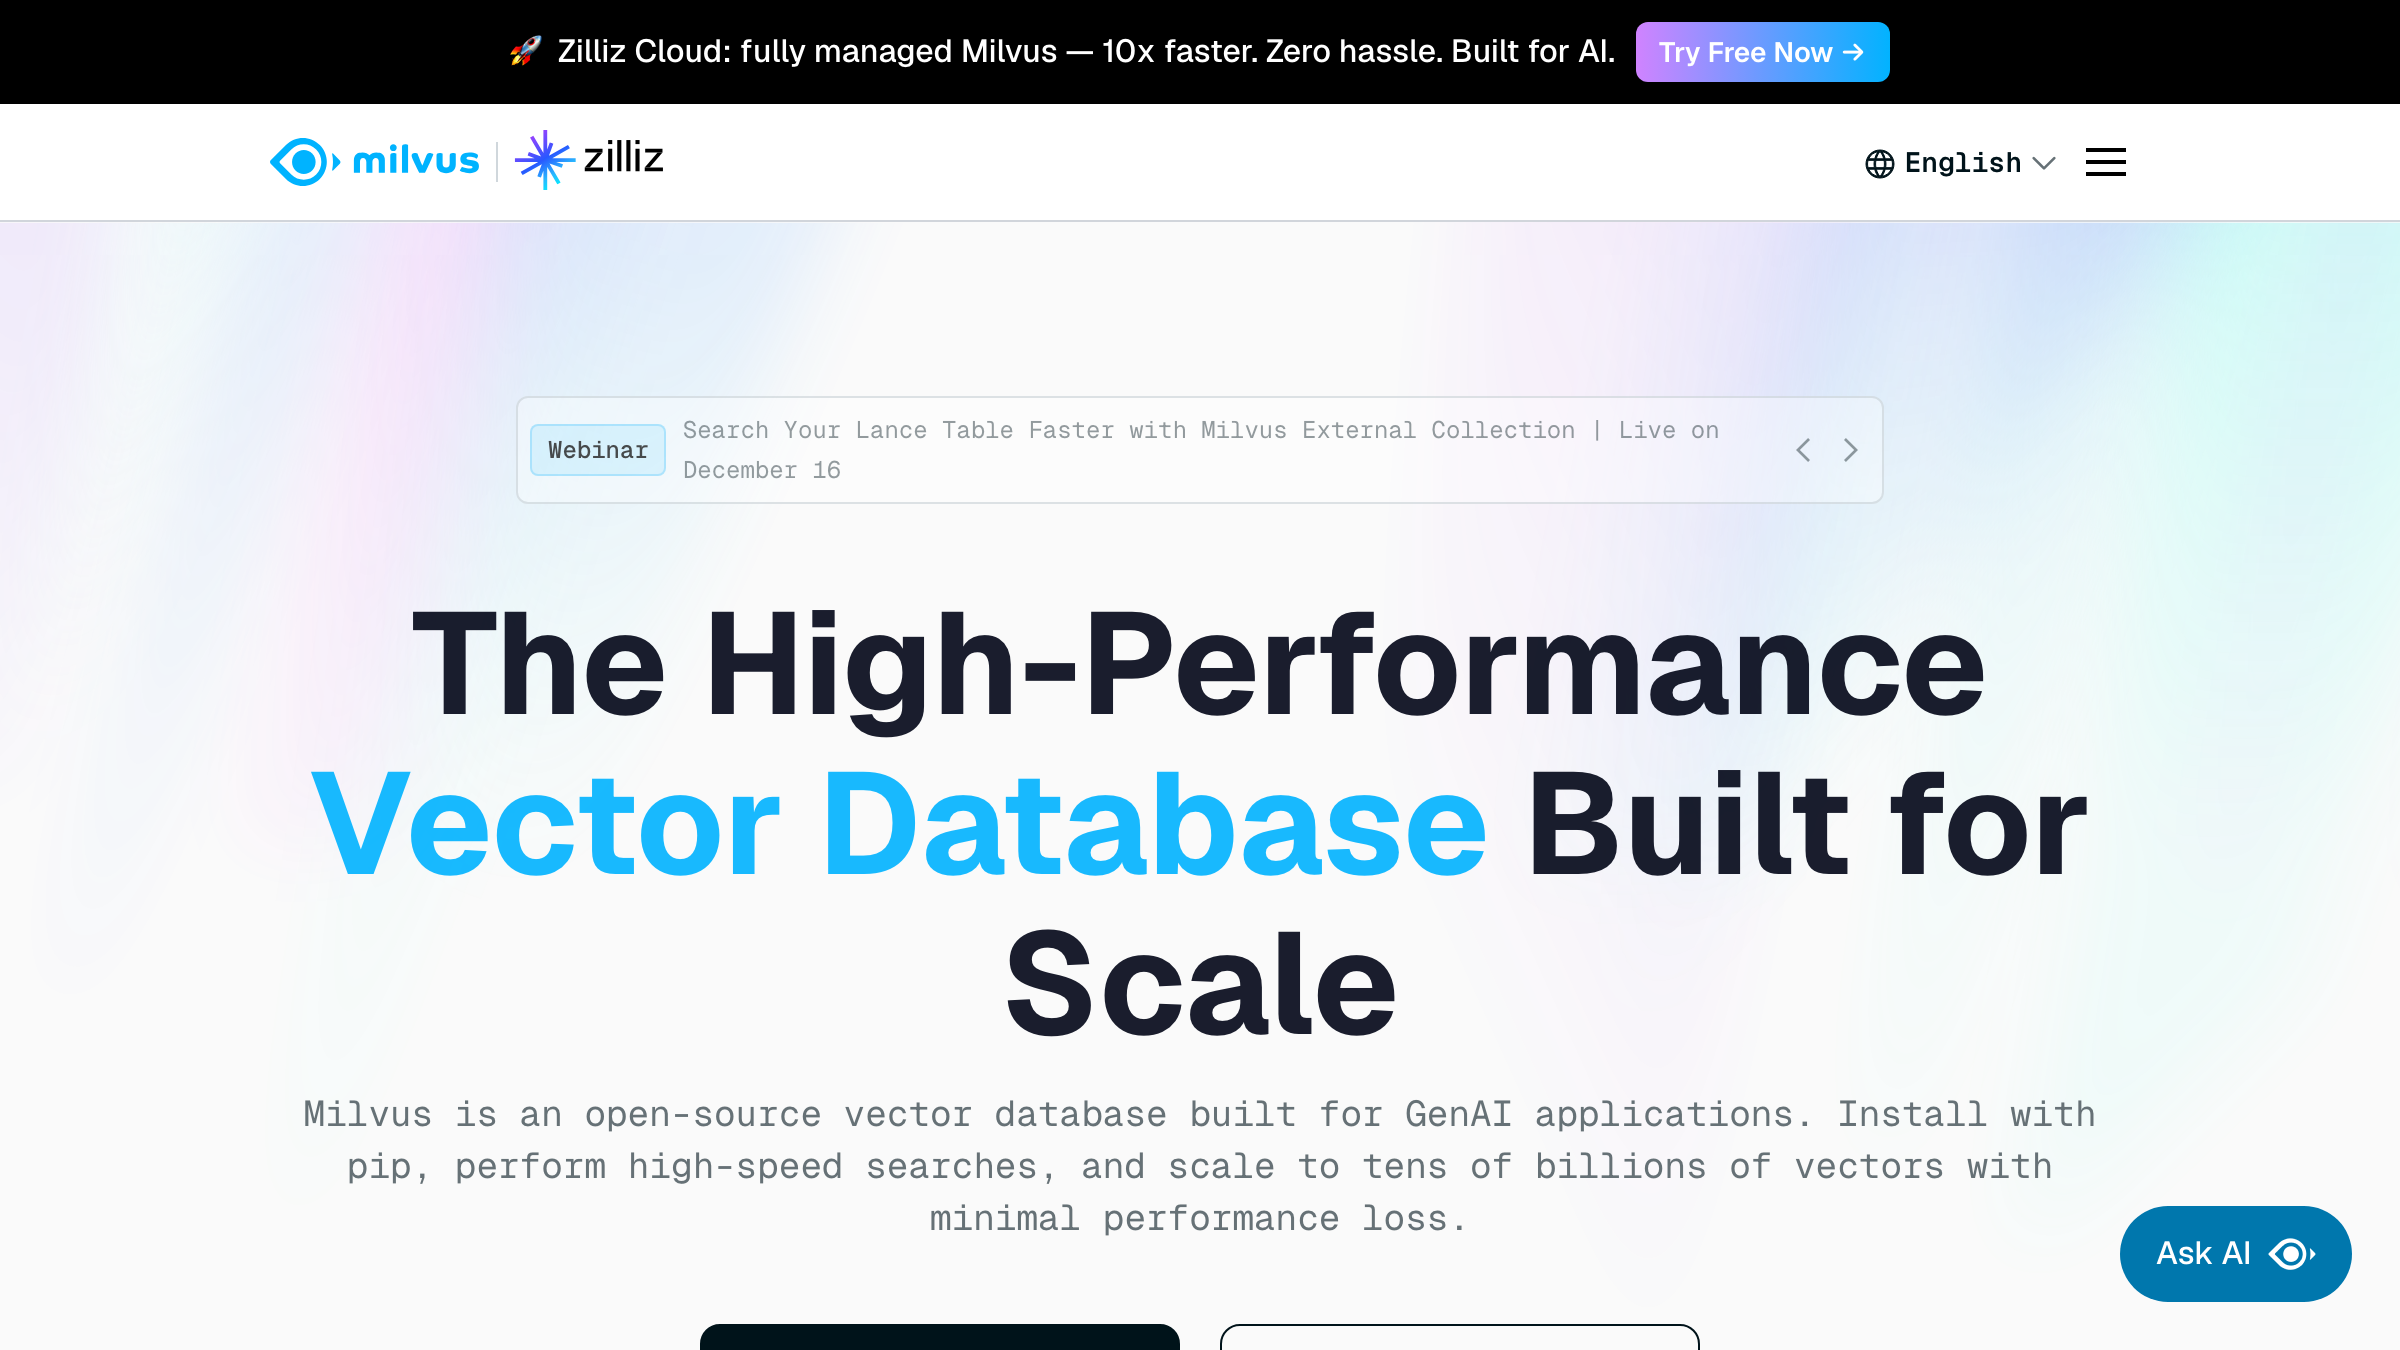 🚀 Zilliz Cloud: fully managed Milvus — 10x faster. Zero hassle. Built for AI. Try Free Now →
milvus | zilliz
English
Webinar
Search Your Lance Table Faster with Milvus External Collection | Live on
December 16
The High-Performance
Vector Database Built for
Scale
Milvus is an open-source vector database built for GenAI applications. Install with
pip, perform high-speed searches, and scale to tens of billions of vectors with
minimal performance loss.
Ask AI